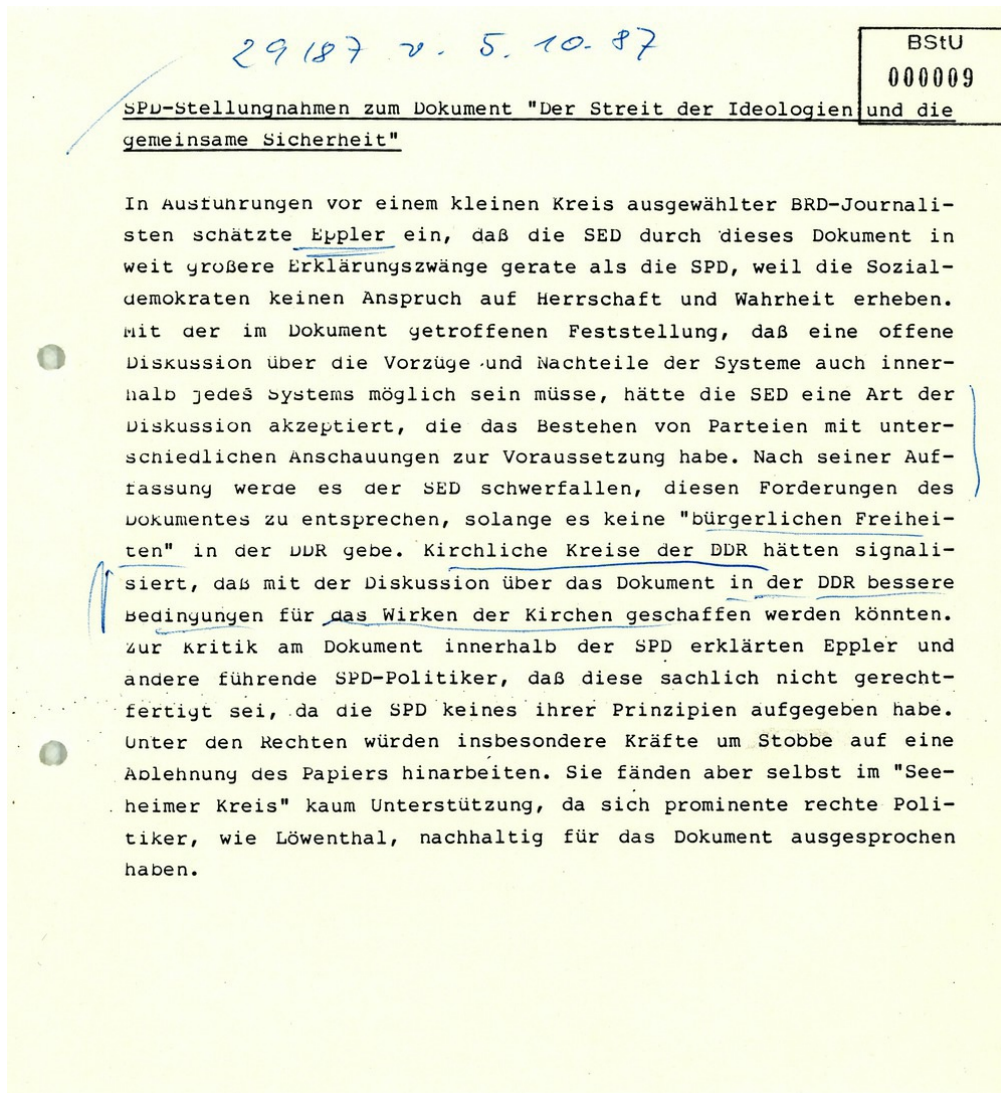 29/87 v. 5.10.87
BStU
000009
SPD-Stellungnahmen zum Dokument "Der Streit der Ideologien und die
gemeinsame Sicherheit"
In Ausführungen vor einem kleinen Kreis ausgewählter BRD-Journali-
sten schätzte Eppler ein, daß die SED durch dieses Dokument in
weit größere Erklärungszwänge gerate als die SPD, weil die Sozial-
demokraten keinen Anspruch auf Herrschaft und Wahrheit erheben.
Mit der im Dokument getroffenen Feststellung, daß eine offene
Diskussion über die Vorzüge und Nachteile der Systeme auch inner-
halb jedes Systems möglich sein müsse, hätte die SED eine Art der
Diskussion akzeptiert, die das Bestehen von Parteien mit unter-
schiedlichen Anschauungen zur Voraussetzung habe. Nach seiner Auf-
fassung werde es der SED schwerfallen, diesen Forderungen des
Dokumentes zu entsprechen, solange es keine "bürgerlichen Freihei-
ten" in der DDR gebe. Kirchliche Kreise der DDR hätten signali-
siert, daß mit der Diskussion über das Dokument in der DDR bessere
Bedingungen für das Wirken der Kirchen geschaffen werden könnten.
Zur Kritik am Dokument innerhalb der SPD erklärten Eppler und
andere führende SPD-Politiker, daß diese sachlich nicht gerecht-
fertigt sei, da die SPD keines ihrer Prinzipien aufgegeben habe.
Unter den Rechten würden insbesondere Kräfte um Stobbe auf eine
Ablehnung des Papiers hinarbeiten. Sie fänden aber selbst im "See-
heimer Kreis" kaum Unterstützung, da sich prominente rechte Poli-
tiker, wie Löwenthal, nachhaltig für das Dokument ausgesprochen
haben.